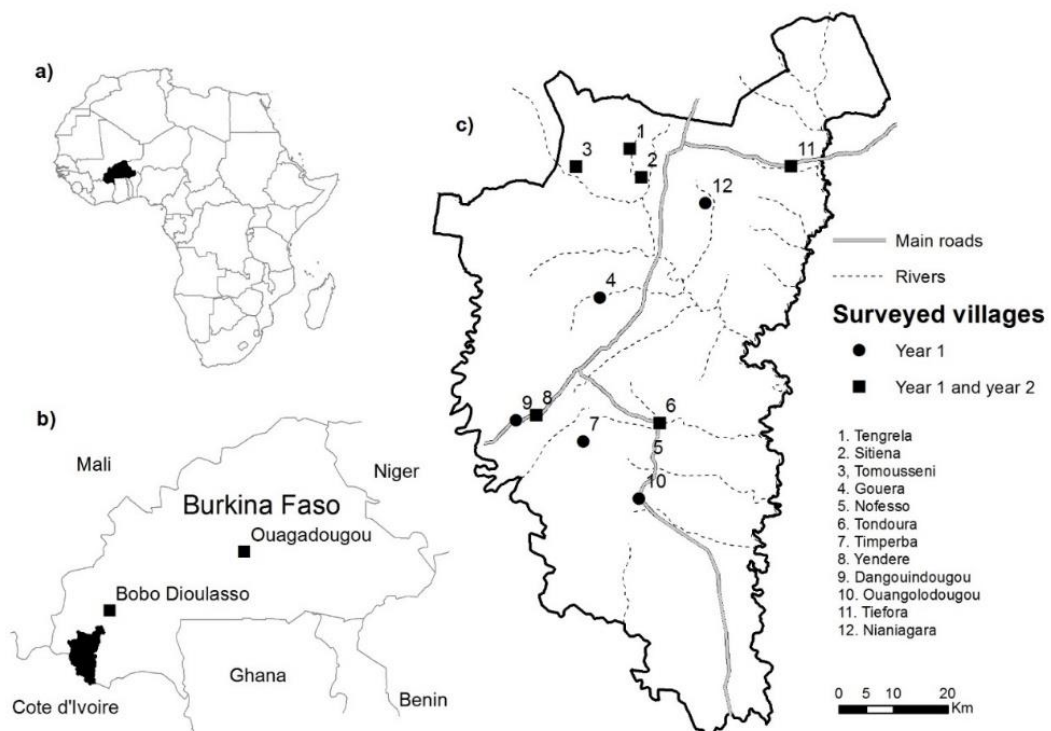 a)
b)
Mali
Niger
Burkina Faso
Ouagadougou
Bobo Dioulasso
Ghana
Cote d'Ivoire
Benin
c)
1
3
2
11
12
4
9
8
7
6
5
10
Main roads
Rivers
Surveyed villages
Year 1
Year 1 and year 2
1. Tengrela
2. Sitiena
3, Tomousseni
4. Gouera
5. Nofesso
6. Tondoura
7. Timperba
8. Yendere
9. Dangouindougou
10. Ouangolodougou
11. Tiefora
12. Nianiagara
0 5 10 20
Km